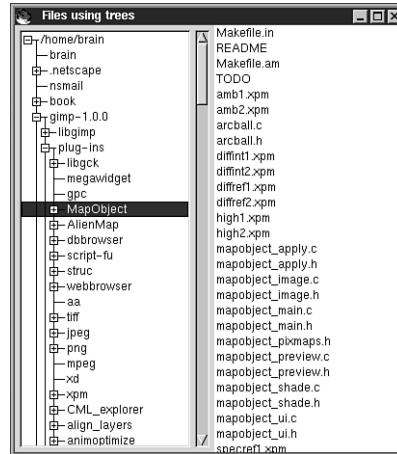 Files using trees
/home/brain
brain
.netscape
nsmail
book
gimp-1.0.0
libgimp
plug-ins
libgck
megawidget
gpc
MapObject
AlienMap
dbbrowser
script-fu
struc
webbrowser
aa
tiff
jpeg
png
mpeg
xd
xpm
CML_explorer
align_layers
animoptimize
Makefile.in
README
Makefile.am
TODO
amb1.xpm
amb2.xpm
arcball.c
arcball.h
diffint1.xpm
diffint2.xpm
diffref1.xpm
diffref2.xpm
high1.xpm
high2.xpm
mapobject_apply.c
mapobject_apply.h
mapobject_image.c
mapobject_image.h
mapobject_main.c
mapobject_main.h
mapobject_pixmaps.h
mapobject_preview.c
mapobject_preview.h
mapobject_shade.c
mapobject_shade.h
mapobject_ui.c
mapobject_ui.h
specref1.xpm